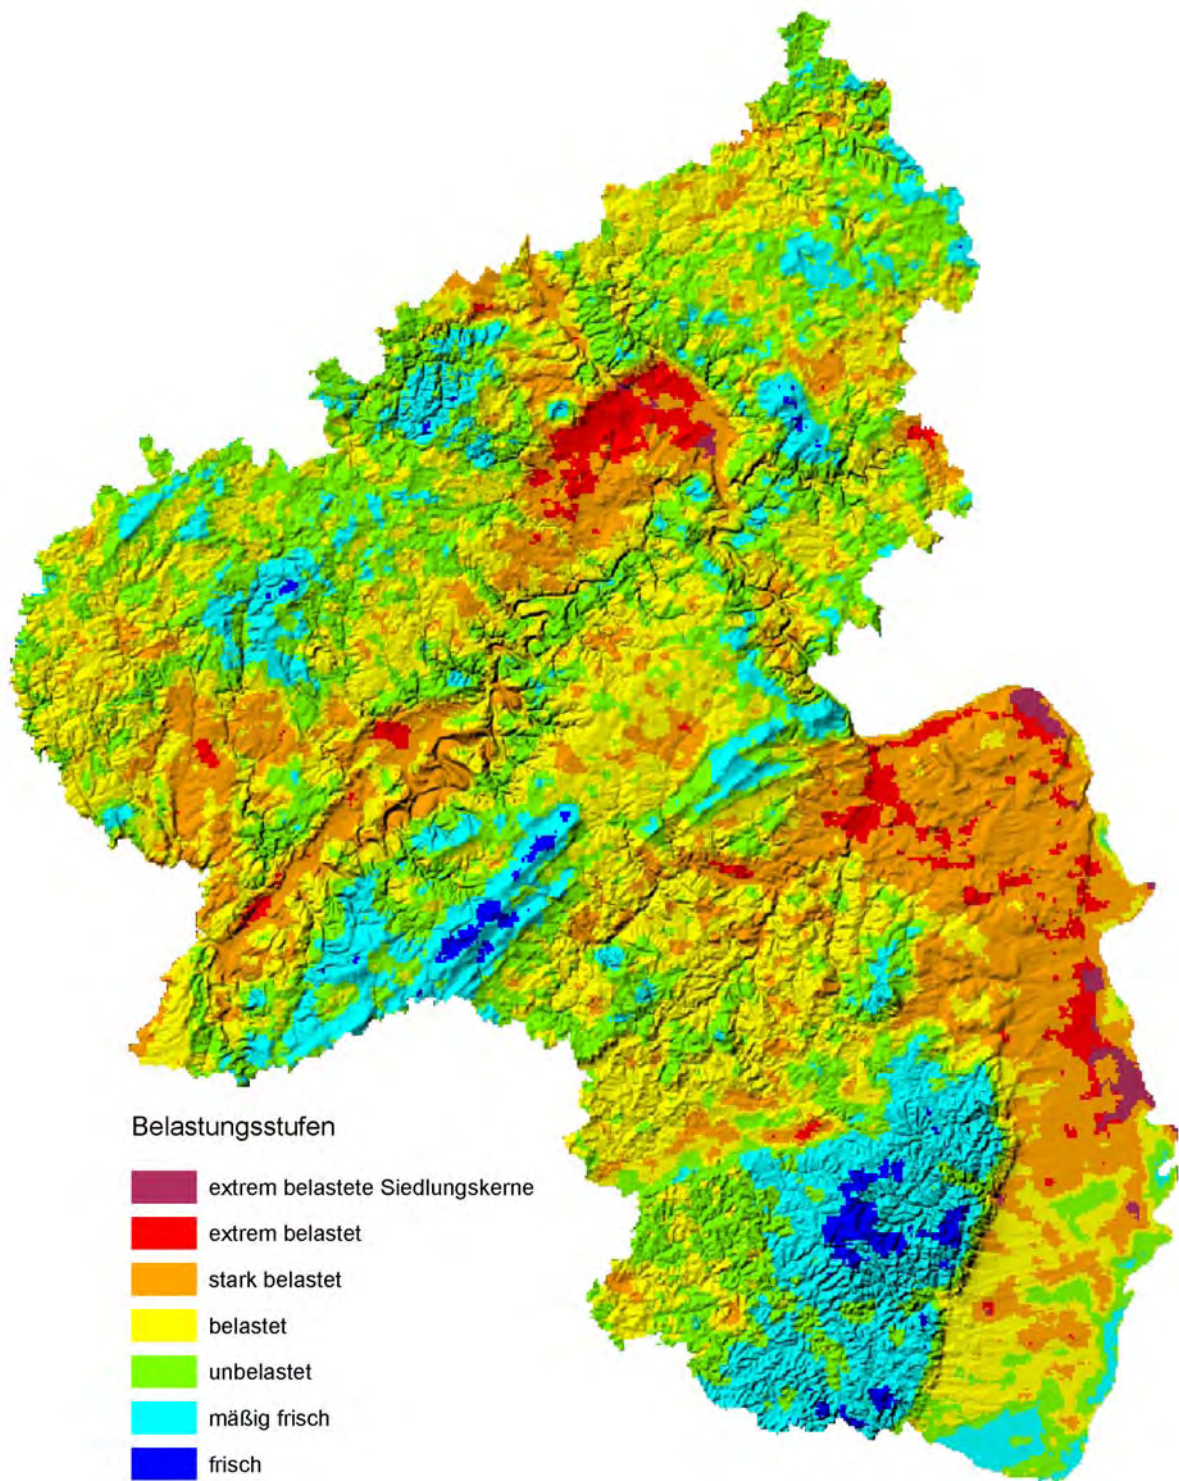 Belastungsstufen
extrem belastete Siedlungskerne
extrem belastet
stark belastet
belastet
unbelastet
mäßig frisch
frisch